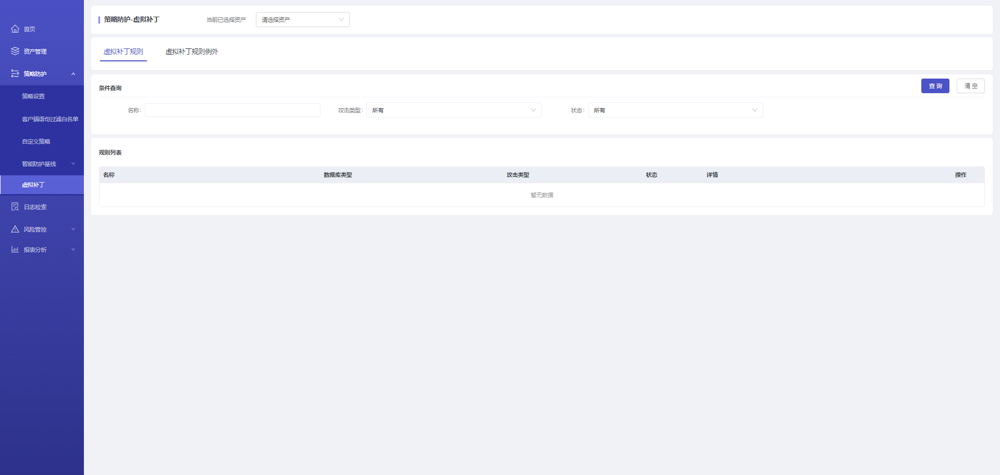 首页
资产管理
策略防护
策略设置
客户端语句过滤白名单
自定义策略
智能防护基线
虚拟补丁
日志检索
风险管控
报表分析
策略防护-虚拟补丁 当前已选择资产 请选择资产
虚拟补丁规则 虚拟补丁规则例外
条件查询 查 询 清 空
名称: 攻击类型: 所有 状态: 所有
规则列表
名称 数据库类型 攻击类型 状态 详情 操作
暂无数据